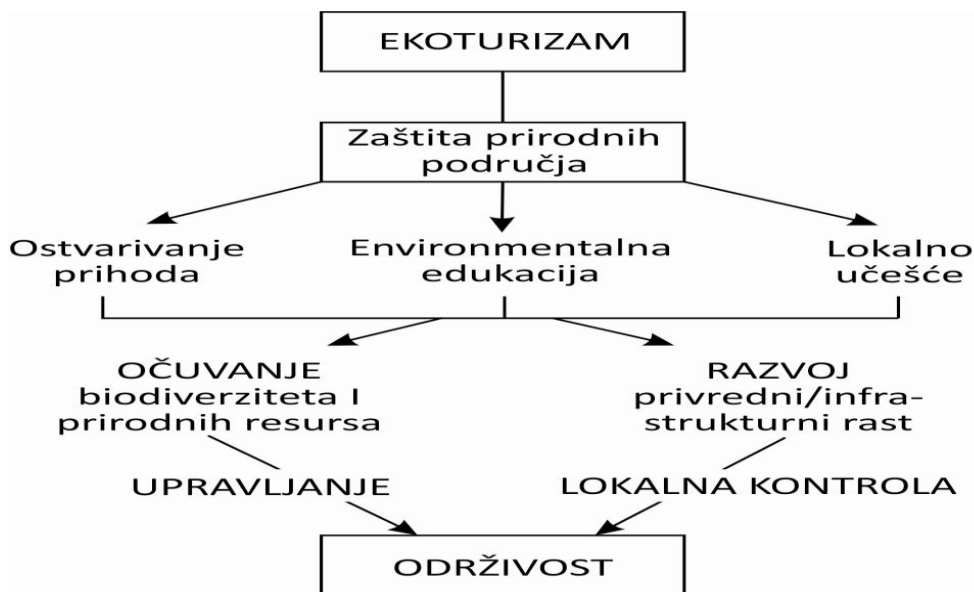 EKOTURIZAM
Zaštita prirodnih
područja
Ostvarivanje
prihoda
Environmentalna
edukacija
Lokalno
učešće
OČUVANJE
biodiverziteta I
prirodnih resursa
RAZVOJ
privredni/infra-
strukturni rast
UPRAVLJANJE
LOKALNA KONTROLA
ODRŽIVOST